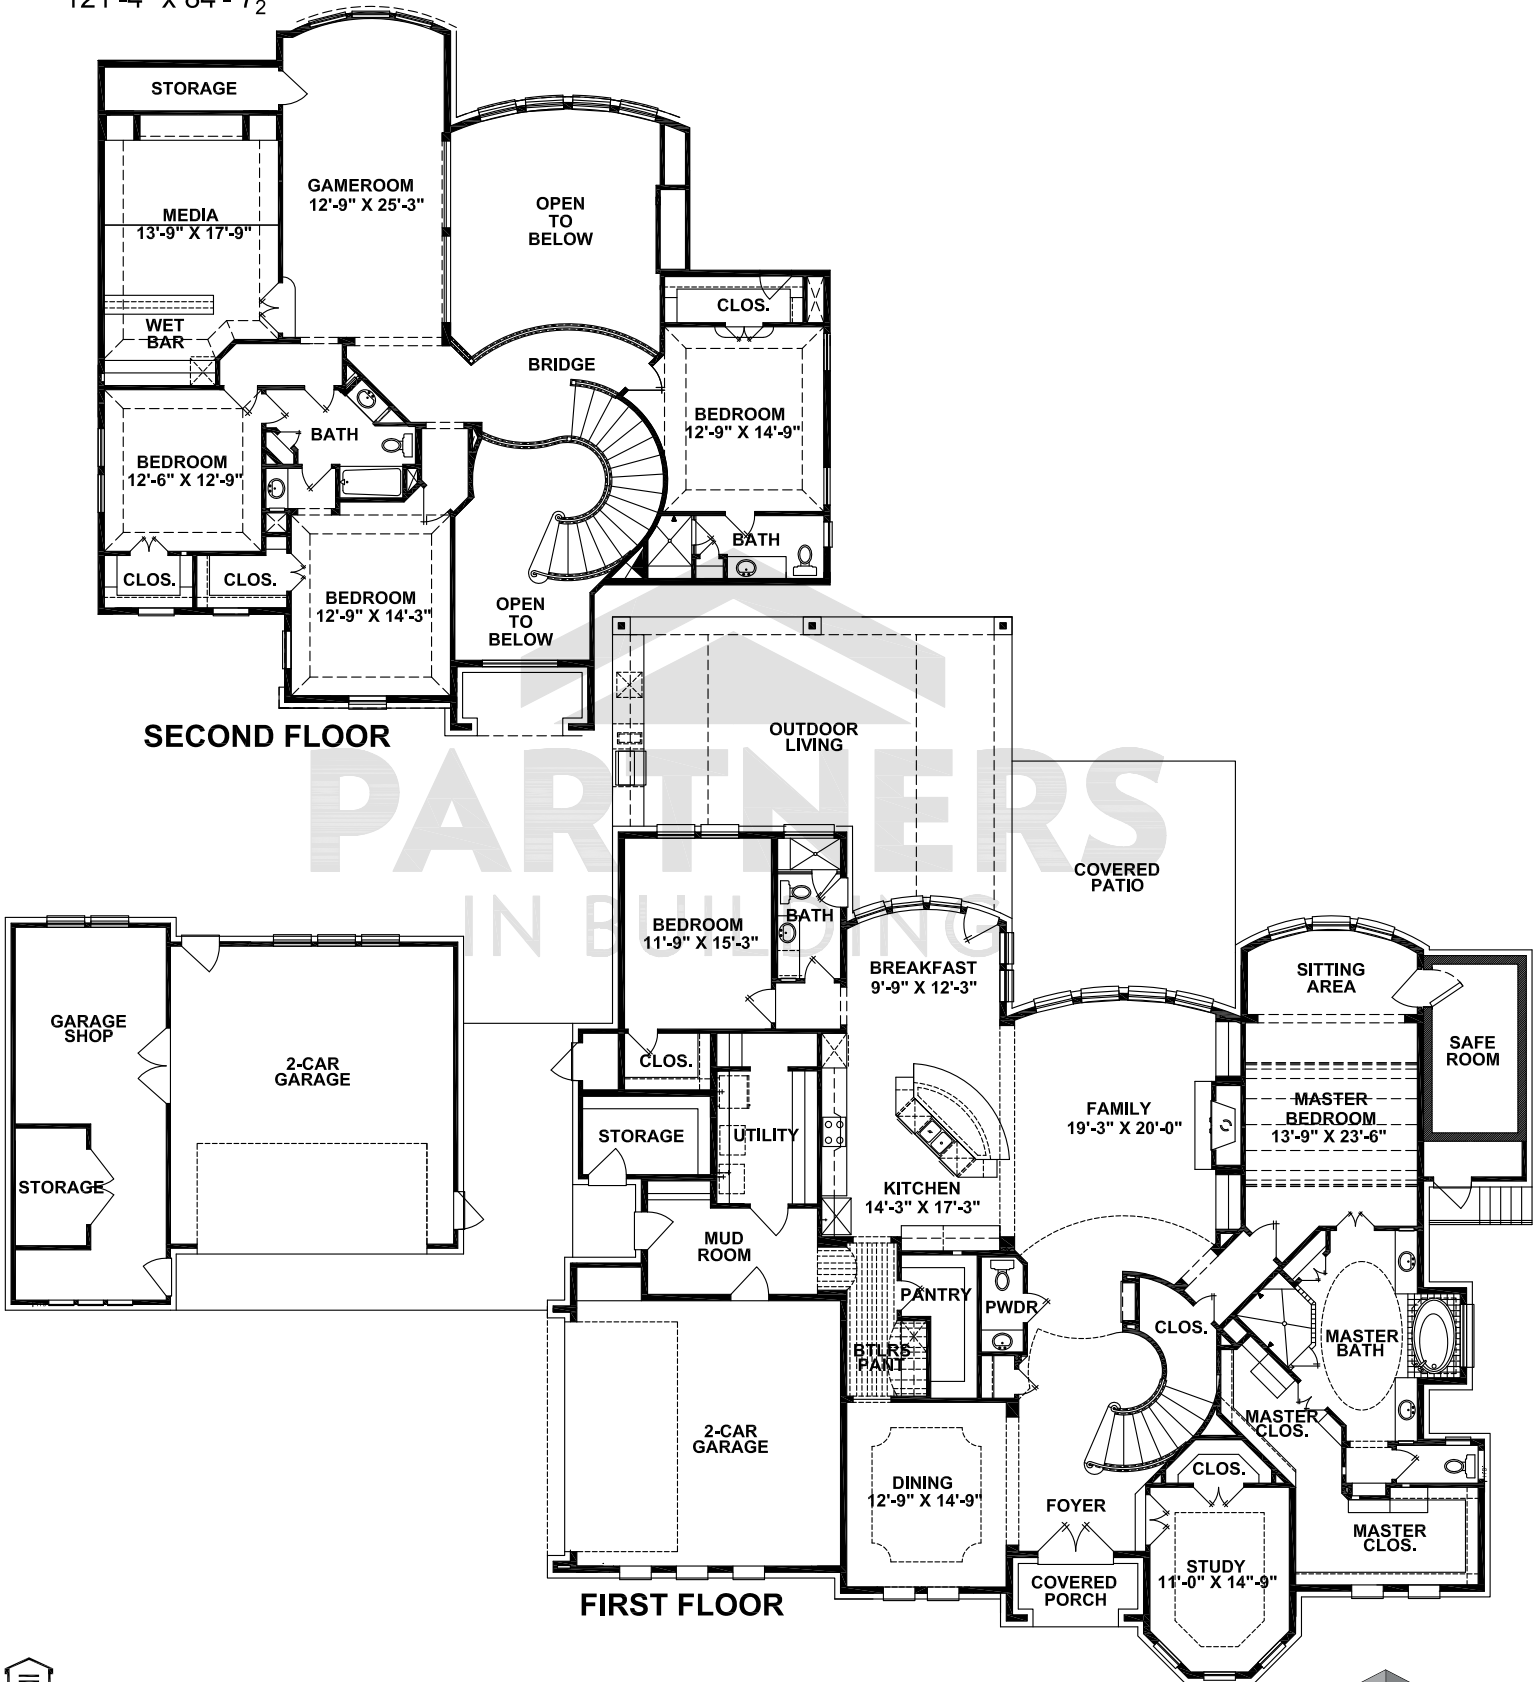 STORAGE
GAMEROOM
12'-9" X 25'-3"
MEDIA
13'-9" X 17'-9"
OPEN
TO
BELOW
CLOS.
WET
BAR
BRIDGE
BEDROOM
12'-9" X 14'-9"
BATH
BEDROOM
12'-6" X 12'-9"
BATH
CLOS.
CLOS.
BEDROOM
12'-9" X 14'-3"
OPEN
TO
BELOW
SECOND FLOOR
OUTDOOR
LIVING
PARTNERS
IN BUILDING
COVERED
PATIO
BEDROOM
11'-9" X 15'-3"
BATH
BREAKFAST
9'-9" X 12'-3"
SITTING
AREA
SAFE
ROOM
GARAGE
SHOP
2-CAR
GARAGE
CLOS.
STORAGE
UTILITY
FAMILY
19'-3" X 20'-0"
MASTER
BEDROOM
13'-9" X 23'-6"
STORAGE
KITCHEN
14'-3" X 17'-3"
MUD
ROOM
PANTRY
PWDR
CLOS.
MASTER
BATH
BTLRS
PANT
MASTER
CLOS.
2-CAR
GARAGE
DINING
12'-9" X 14'-9"
CLOS.
FOYER
MASTER
CLOS.
STUDY
11'-0" X 14"-9"
COVERED
PORCH
FIRST FLOOR